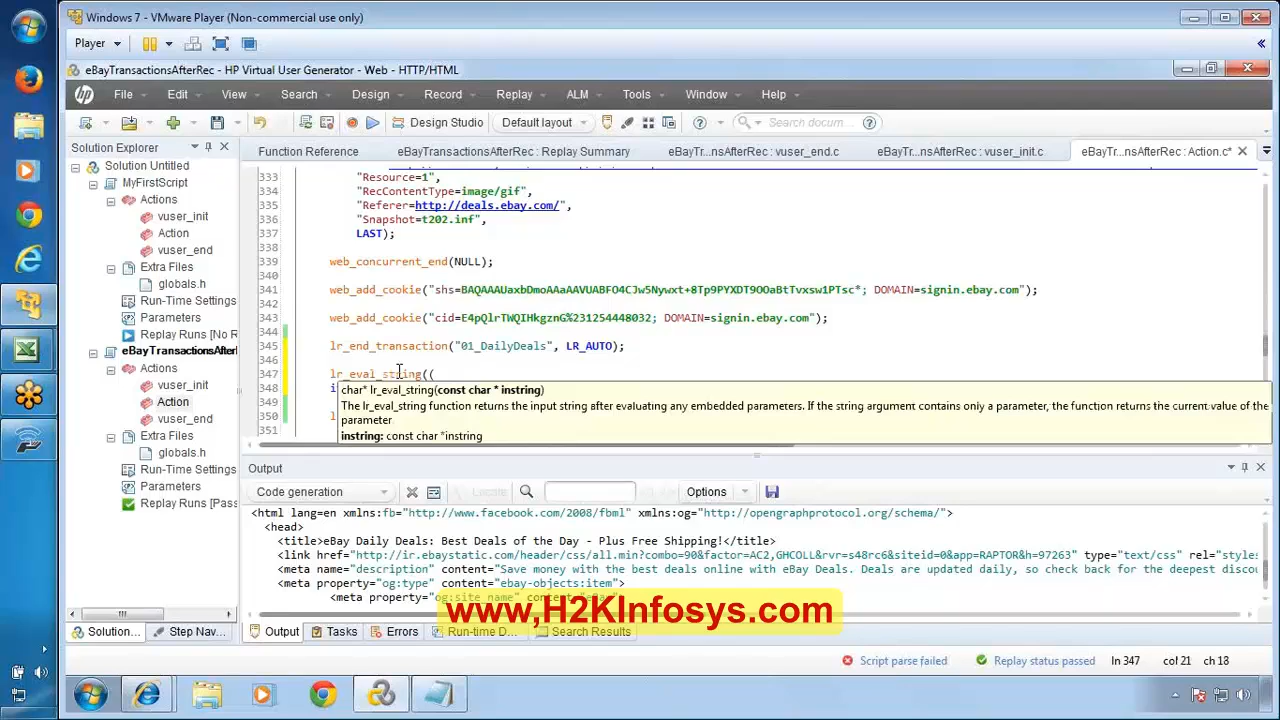 Windows 7 - VMware Player (Non-commercial use only)
Player
eBayTransactionsAfterRec - HP Virtual User Generator - Web - HTTP/HTML
File Edit View Search Design Record Replay ALM Tools Window Help
Design Studio Default layout Search docum...
Solution Explorer
Function Reference eBayTransactionsAfterRec : Replay Summary eBayTr...nsAfterRec : vuser_end.c eBayTr...nsAfterRec : vuser_init.c eBayTr...nsAfterRec : Action.c*
Solution Untitled
MyFirstScript
Actions
vuser_init
Action
vuser_end
Extra Files
globals.h
Run-Time Settings
Parameters
Replay Runs [No R
eBayTransactionsAfterI
Actions
vuser_init
Action
vuser_end
Extra Files
globals.h
Run-Time Settings
Parameters
Replay Runs [Pass
333 "Resource=1",
334 "RecContentType=image/gif",
335 "Referer=http://deals.ebay.com/",
336 "Snapshot=t202.inf",
337 LAST);
338
339 web_concurrent_end(NULL);
340
341 web_add_cookie("shs=BAQAAAUaxbDmoAAaAAVUABFO4CJw5Nywxt+8Tp9PYXDT9OOaBtTvxsw1PTsc*; DOMAIN=signin.ebay.com");
342
343 web_add_cookie("cid=E4pQlrTWQIHkgznG%231254448032; DOMAIN=signin.ebay.com");
344
345 lr_end_transaction("01_DailyDeals", LR_AUTO);
346
347 lr_eval_string((
348
349
350
351
char* lr_eval_string(const char * instring)
The lr_eval_string function returns the input string after evaluating any embedded parameters. If the string argument contains only a parameter, the function returns the current value of the
parameter
instring: const char *instring
Output
Code generation Locate Options
<html lang=en xmlns:fb="http://www.facebook.com/2008/fbml" xmlns:og="http://opengraphprotocol.org/schema/">
<head>
<title>eBay Daily Deals: Best Deals of the Day - Plus Free Shipping!</title>
<link href="http://ir.ebaystatic.com/header/css/all.min?combo=90&factor=AC2,GHCOLL&rvr=s48rc6&siteid=0&app=RAPTOR&h=97263" type="text/css" rel="styles
<meta name="description" content="Save money with the best deals online with eBay Deals. Deals are updated daily, so check back for the deepest discou
<meta property="og:type" content="ebay-objects:item">
<meta property="og:site_name" content="eBay"
www,H2KInfosys.com
Solution... Step Nav... Output Tasks Errors Run-time D... Search Results
Script parse failed Replay status passed ln 347 col 21 ch 18